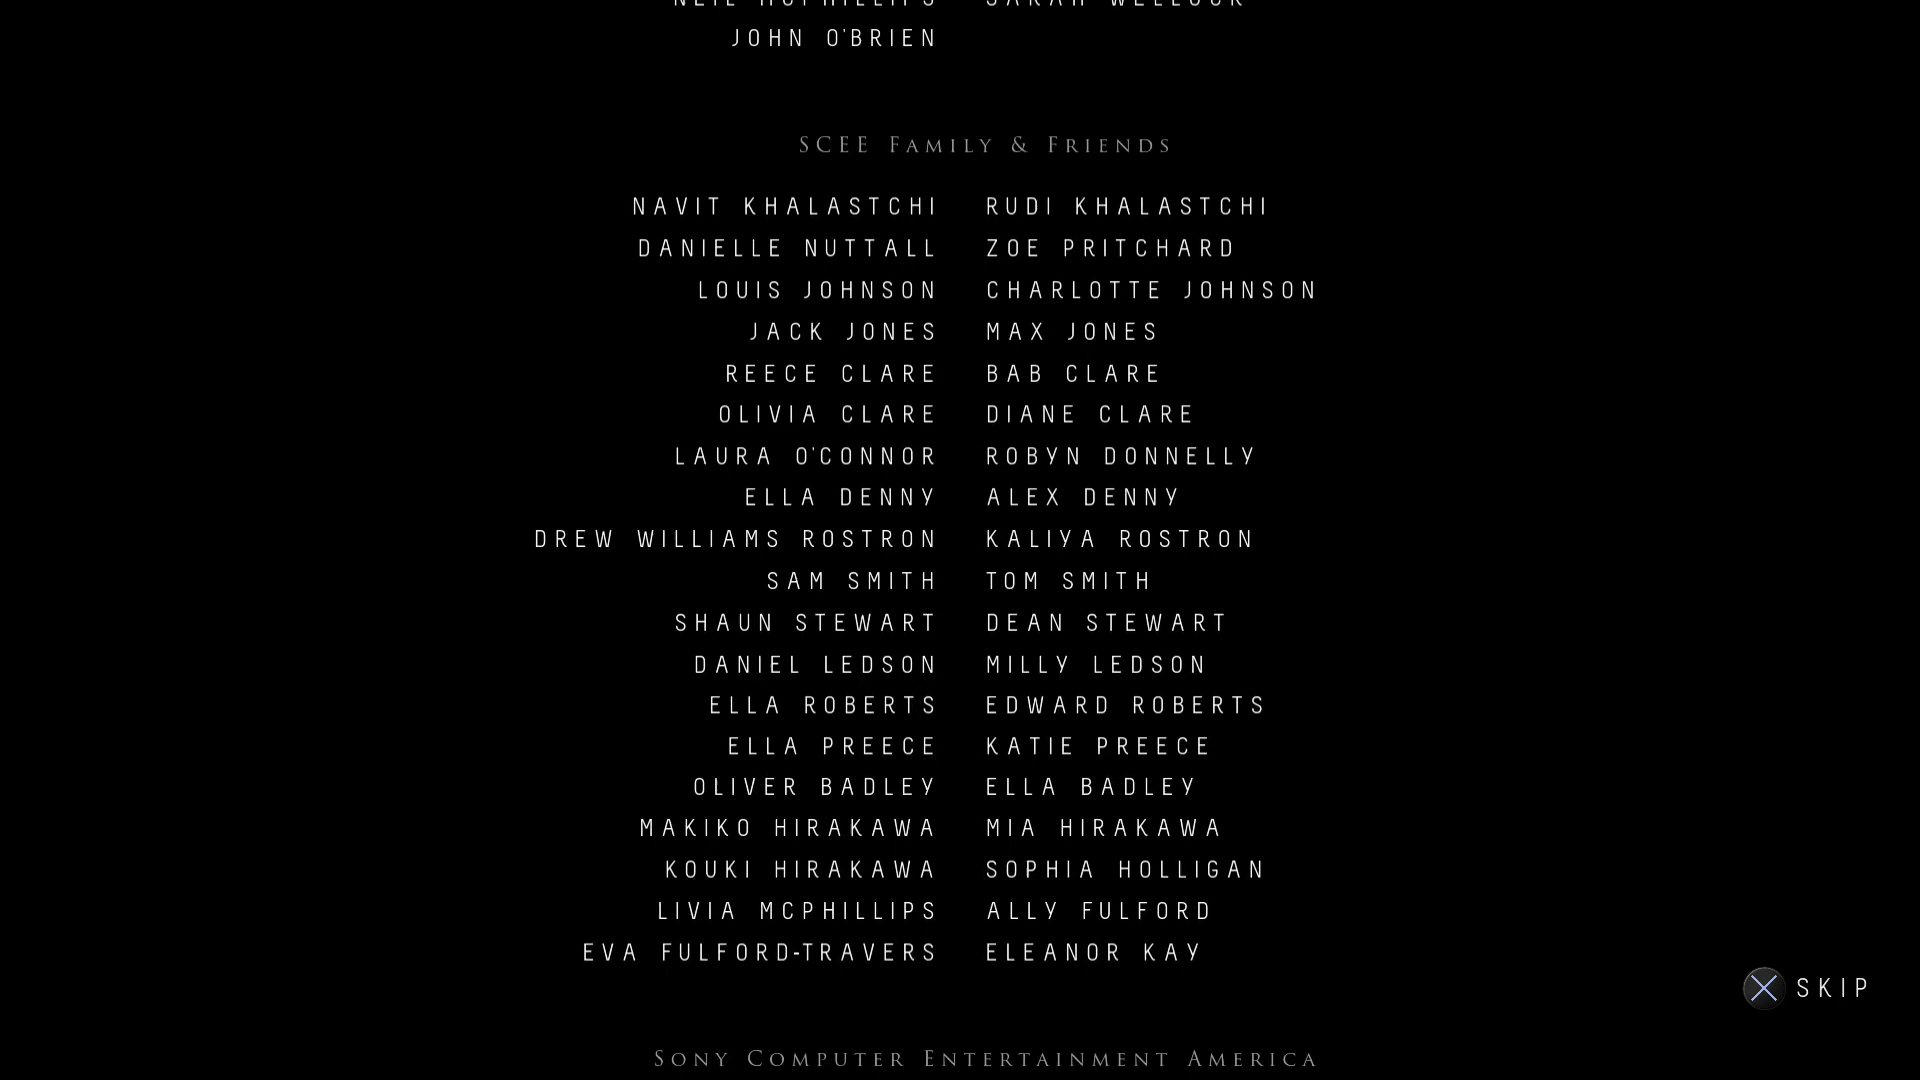 NEIL MCPHILLIPS SARAH WELLOCK
JOHN O'BRIEN
SCEE FAMILY & FRIENDS
NAVIT KHALASTCHI RUDI KHALASTCHI
DANIELLE NUTTALL ZOE PRITCHARD
LOUIS JOHNSON CHARLOTTE JOHNSON
JACK JONES MAX JONES
REECE CLARE BAB CLARE
OLIVIA CLARE DIANE CLARE
LAURA O'CONNOR ROBYN DONNELLY
ELLA DENNY ALEX DENNY
DREW WILLIAMS ROSTRON KALIYA ROSTRON
SAM SMITH TOM SMITH
SHAUN STEWART DEAN STEWART
DANIEL LEDSON MILLY LEDSON
ELLA ROBERTS EDWARD ROBERTS
ELLA PREECE KATIE PREECE
OLIVER BADLEY ELLA BADLEY
MAKIKO HIRAKAWA MIA HIRAKAWA
KOUKI HIRAKAWA SOPHIA HOLLIGAN
LIVIA MCPHILLIPS ALLY FULFORD
EVA FULFORD-TRAVERS ELEANOR KAY
SKIP
SONY COMPUTER ENTERTAINMENT AMERICA